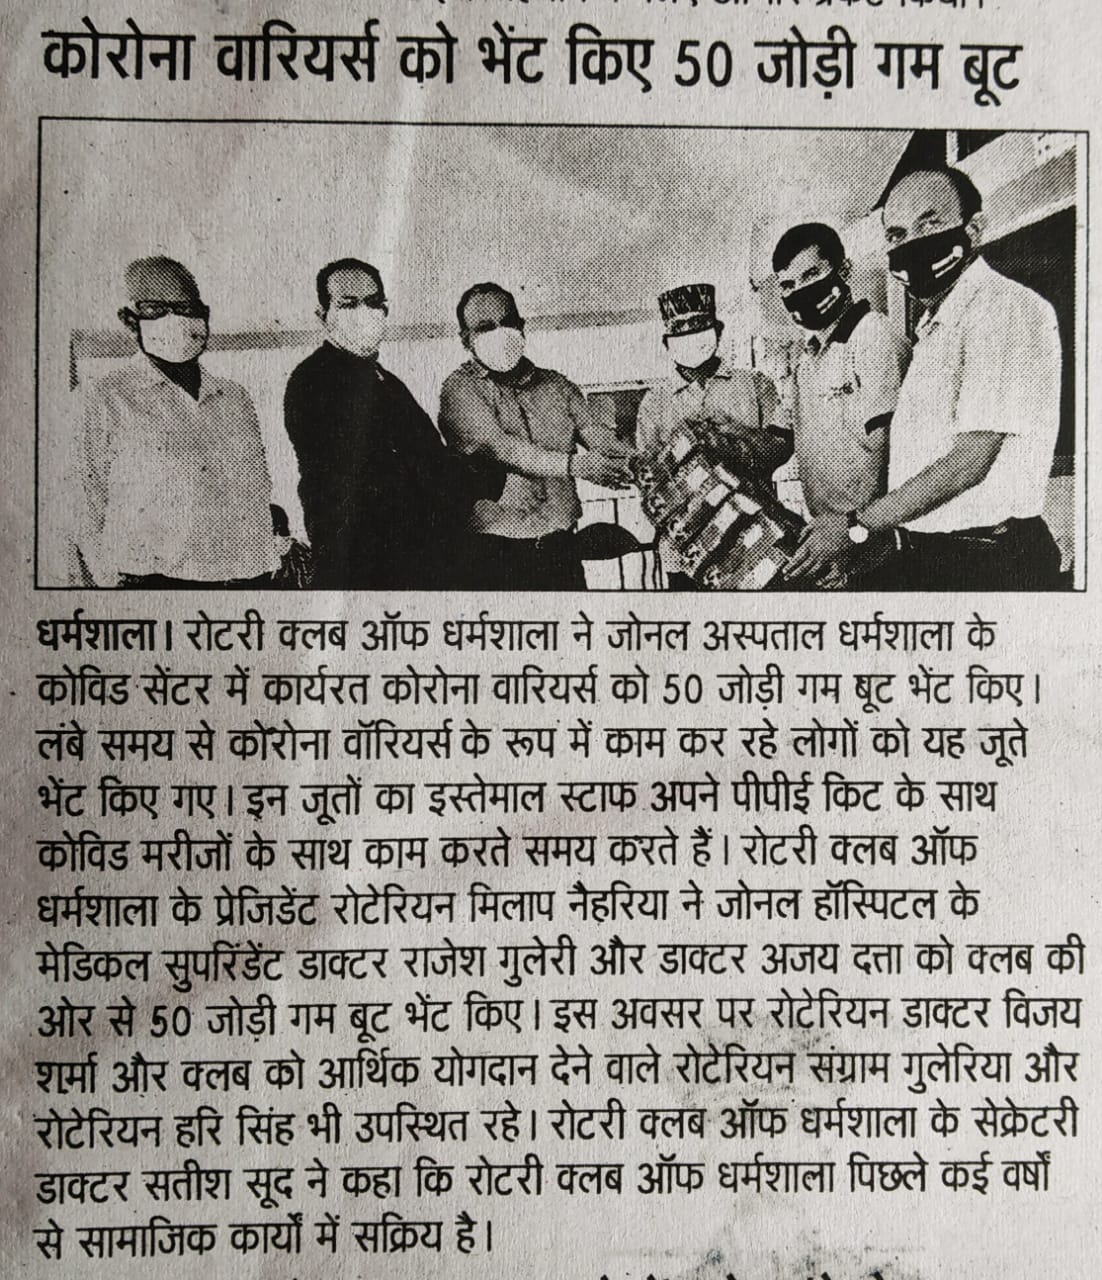 कोरोना वारियर्स को भेंट किए 50 जोड़ी गम बूट
धर्मशाला। रोटरी क्लब ऑफ धर्मशाला ने जोनल अस्पताल धर्मशाला के
कोविड सेंटर में कार्यरत कोरोना वारियर्स को 50 जोड़ी गम बूट भेंट किए।
लंबे समय से कोरोना वॉरियर्स के रूप में काम कर रहे लोगों को यह जूते
भेंट किए गए। इन जूतों का इस्तेमाल स्टाफ अपने पीपीई किट के साथ
कोविड मरीजों के साथ काम करते समय करते हैं। रोटरी क्लब ऑफ
धर्मशाला के प्रेजिडेंट रोटेरियन मिलाप नैहरिया ने जोनल हॉस्पिटल के
मेडिकल सुपरिंडेंट डाक्टर राजेश गुलेरी और डाक्टर अजय दत्ता को क्लब की
ओर से 50 जोड़ी गम बूट भेंट किए। इस अवसर पर रोटेरियन डाक्टर विजय
शर्मा और क्लब को आर्थिक योगदान देने वाले रोटेरियन संग्राम गुलेरिया और
रोटेरियन हरि सिंह भी उपस्थित रहे। रोटरी क्लब ऑफ धर्मशाला के सेक्रेटरी
डाक्टर सतीश सूद ने कहा कि रोटरी क्लब ऑफ धर्मशाला पिछले कई वर्षों
से सामाजिक कार्यों में सक्रिय है।